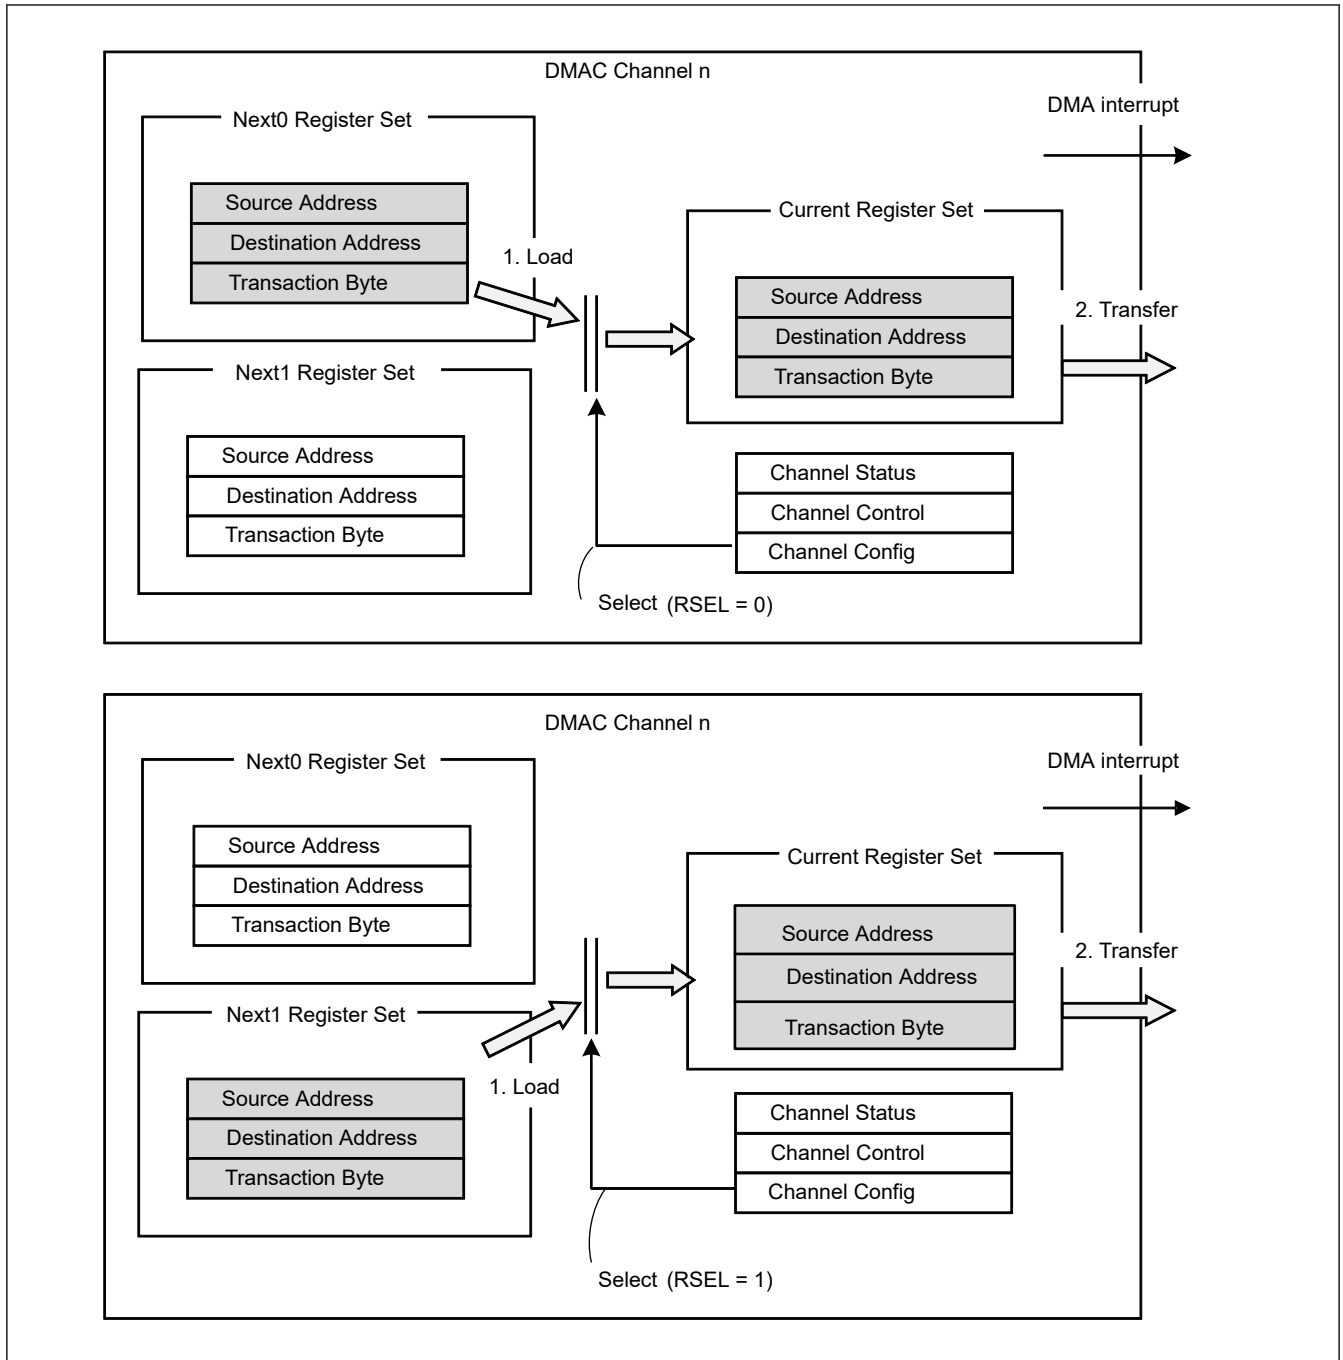 DMAC Channel n
DMA interrupt
Next0 Register Set
Source Address
Destination Address
Transaction Byte
1. Load
Current Register Set
Source Address
Destination Address
Transaction Byte
2. Transfer
Next1 Register Set
Source Address
Destination Address
Transaction Byte
Channel Status
Channel Control
Channel Config
Select (RSEL = 0)
DMAC Channel n
DMA interrupt
Next0 Register Set
Source Address
Destination Address
Transaction Byte
Current Register Set
Source Address
Destination Address
Transaction Byte
2. Transfer
Next1 Register Set
1. Load
Source Address
Destination Address
Transaction Byte
Channel Status
Channel Control
Channel Config
Select (RSEL = 1)